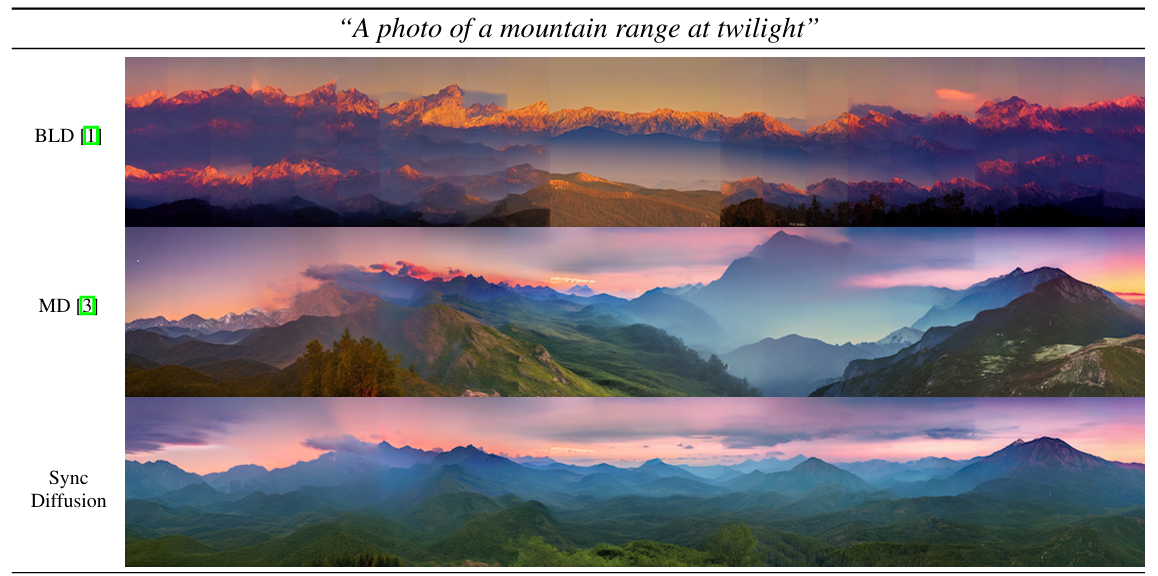 “A photo of a mountain range at twilight”
BLD [1]
MD [3]
Sync
Diffusion